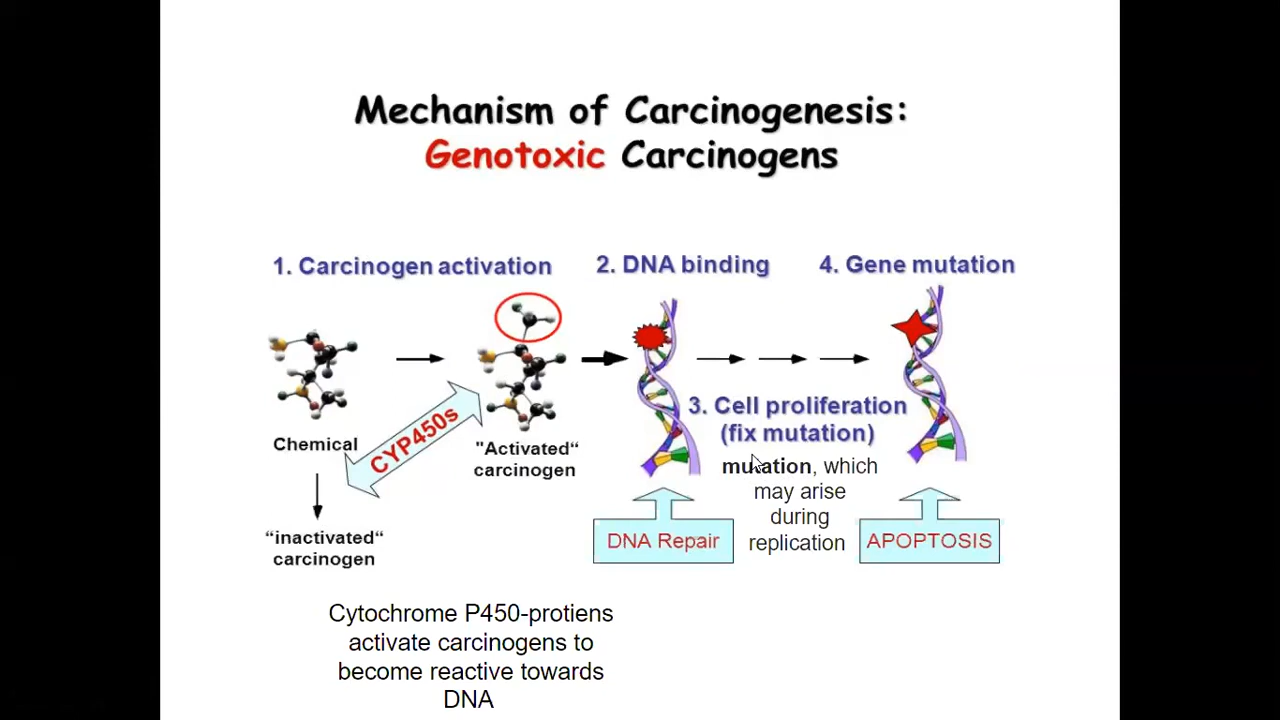 Mechanism of Carcinogenesis:
Genotoxic Carcinogens
1. Carcinogen activation
2. DNA binding
4. Gene mutation
CYP450s
Chemical
"Activated“
carcinogen
“inactivated“
carcinogen
3. Cell proliferation
(fix mutation)
mutation, which
may arise
during
replication
DNA Repair
APOPTOSIS
Cytochrome P450-protiens
activate carcinogens to
become reactive towards
DNA